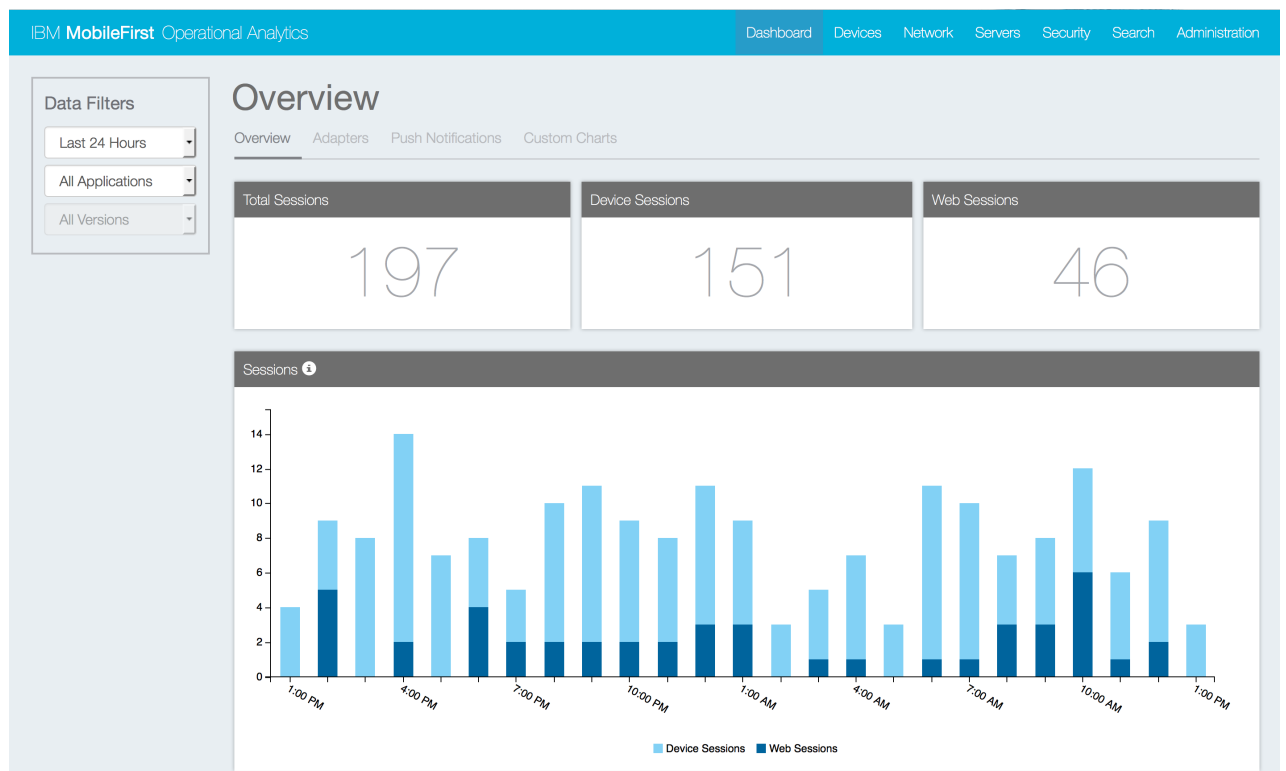 IBM MobileFirst Operational Analytics
Dashboard Devices Network Servers Security Search Administration
Data Filters
Last 24 Hours
All Applications
All Versions
Overview
Overview Adapters Push Notifications Custom Charts
Total Sessions
197
Device Sessions
151
Web Sessions
46
Sessions
14
12
10
8
6
4
2
0
1:00 PM 4:00 PM 7:00 PM 10:00 PM 1:00 AM 4:00 AM 7:00 AM 10:00 AM 1:00 PM
Device Sessions Web Sessions